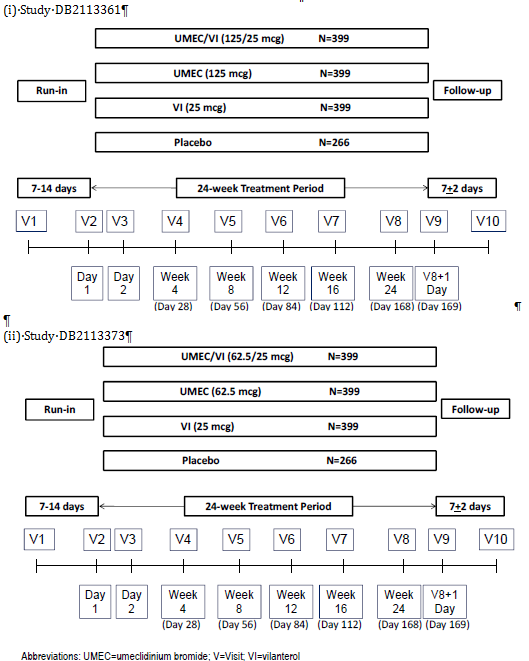 (i)·Study·DB2113361¶
UMEC/VI (125/25 mcg) N=399
UMEC (125 mcg) N=399
Run-in
Follow-up
VI (25 mcg) N=399
Placebo N=266
7-14 days
24-week Treatment Period
7±2 days
V1 V2 V3 V4 V5 V6 V7 V8 V9 V10
Day Day Week Week Week Week Week V8+1
1 2 4 8 12 16 24 Day
(Day 28) (Day 56) (Day 84) (Day 112) (Day 168) (Day 169) ¶
¶
(ii)·Study·DB2113373¶
UMEC/VI (62.5/25 mcg) N=399
UMEC (62.5 mcg) N=399
Run-in
Follow-up
VI (25 mcg) N=399
Placebo N=266
7-14 days
24-week Treatment Period
7±2 days
V1 V2 V3 V4 V5 V6 V7 V8 V9 V10
Day Day Week Week Week Week Week V8+1
1 2 4 8 12 16 24 Day
(Day 28) (Day 56) (Day 84) (Day 112) (Day 168) (Day 169)
Abbreviations: UMEC=umeclidinium bromide; V=Visit; VI=vilanterol